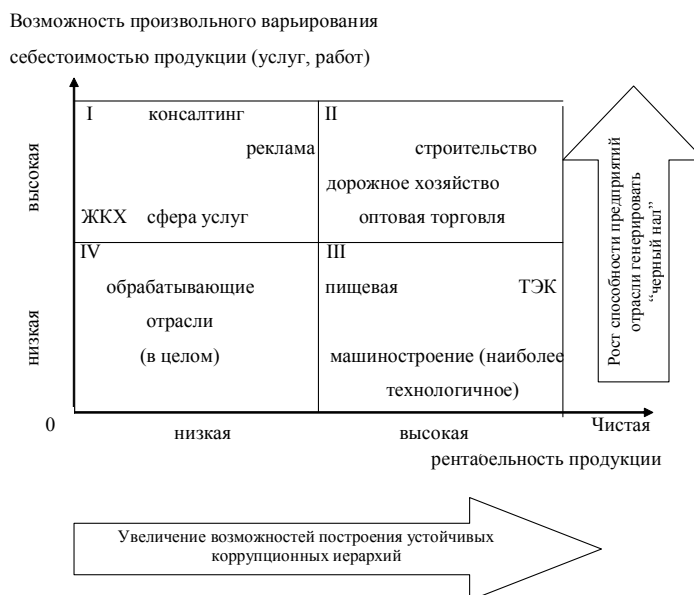 Возможность произвольного варьирования
себестоимостью продукции (услуг, работ)
высокая
I консалтинг
реклама
ЖКХ сфера услуг
II
строительство
дорожное хозяйство
оптовая торговля
низкая
IV
обрабатывающие
отрасли
(в целом)
III
пищевая ТЭК
машиностроение (наиболее
технологичное)
Рост способности предприятий
отрасли генерировать
“черный нал”
0
низкая
высокая
Чистая
рентабельность продукции
Увеличение возможностей построения устойчивых
коррупционных иерархий